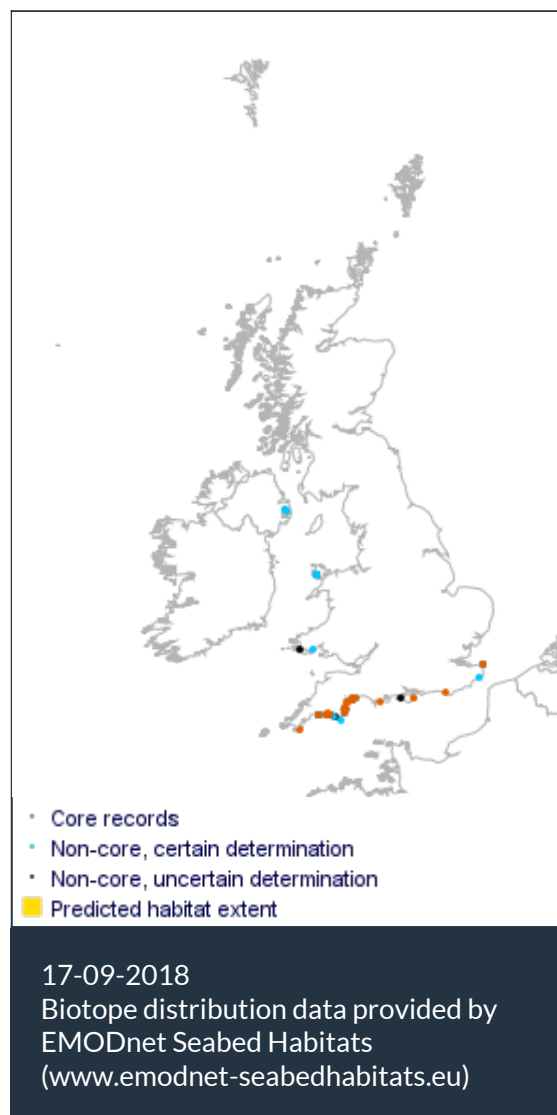 Core records
Non-core, certain determination
Non-core, uncertain determination
Predicted habitat extent
17-09-2018
Biotope distribution data provided by
EMODnet Seabed Habitats
(www.emodnet-seabedhabitats.eu)